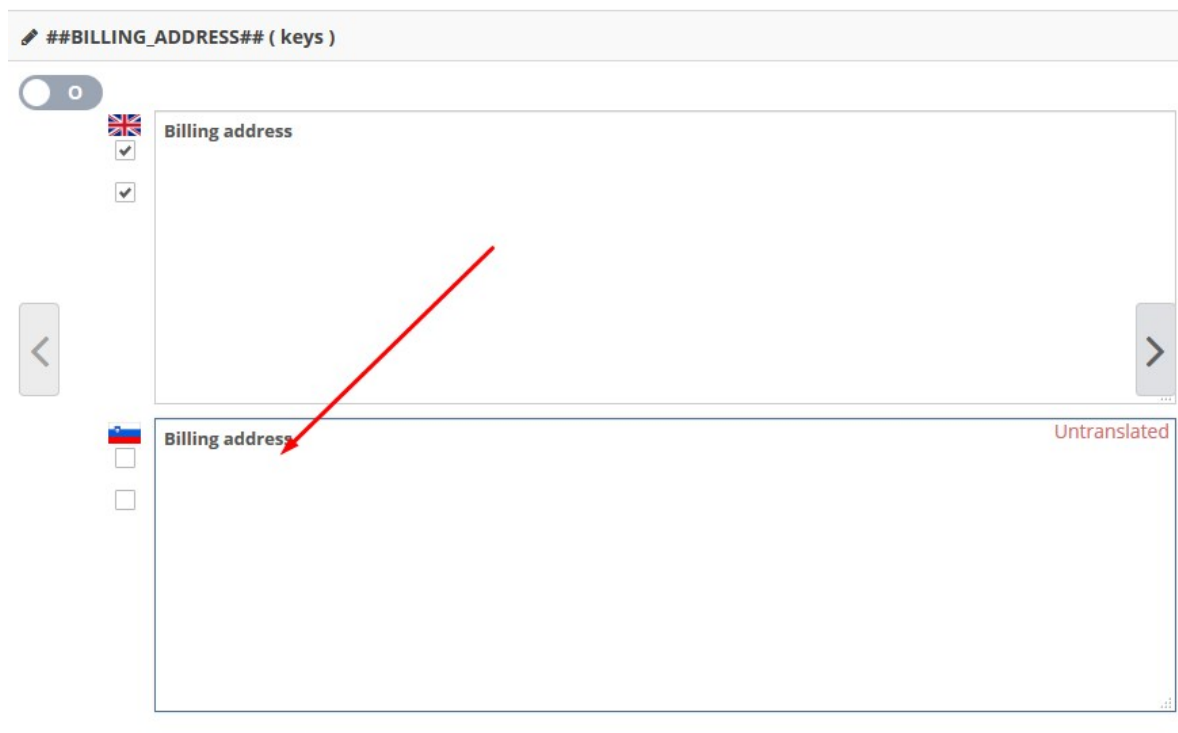 ##BILLING_ADDRESS## ( keys )
O
Billing address
Billing address
Untranslated